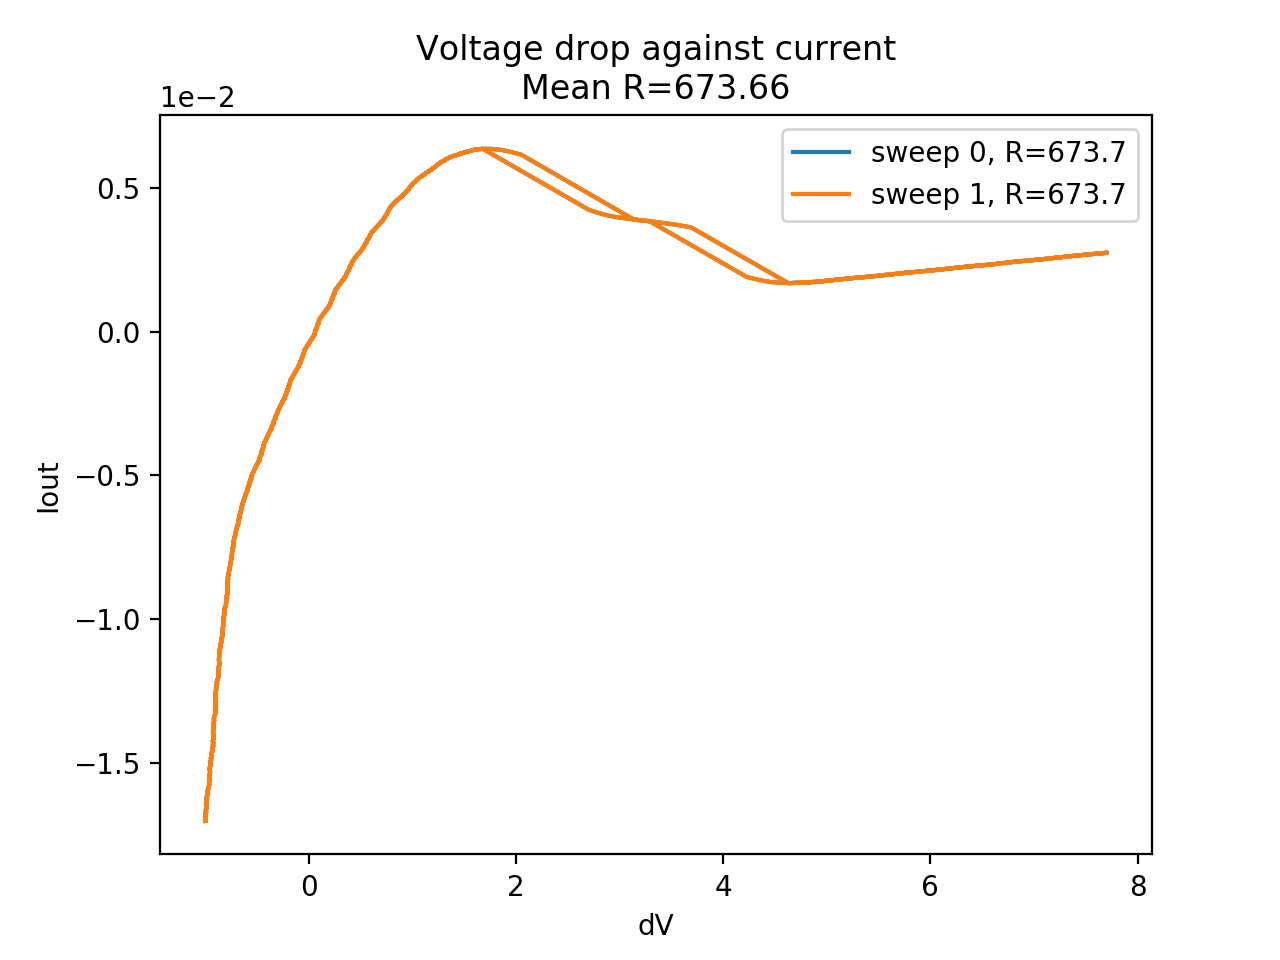 Voltage drop against current
Mean R=673.66
1e−2
sweep 0, R=673.7
sweep 1, R=673.7
0.5
0.0
−0.5
−1.0
−1.5
Iout
0 2 4 6 8
dV